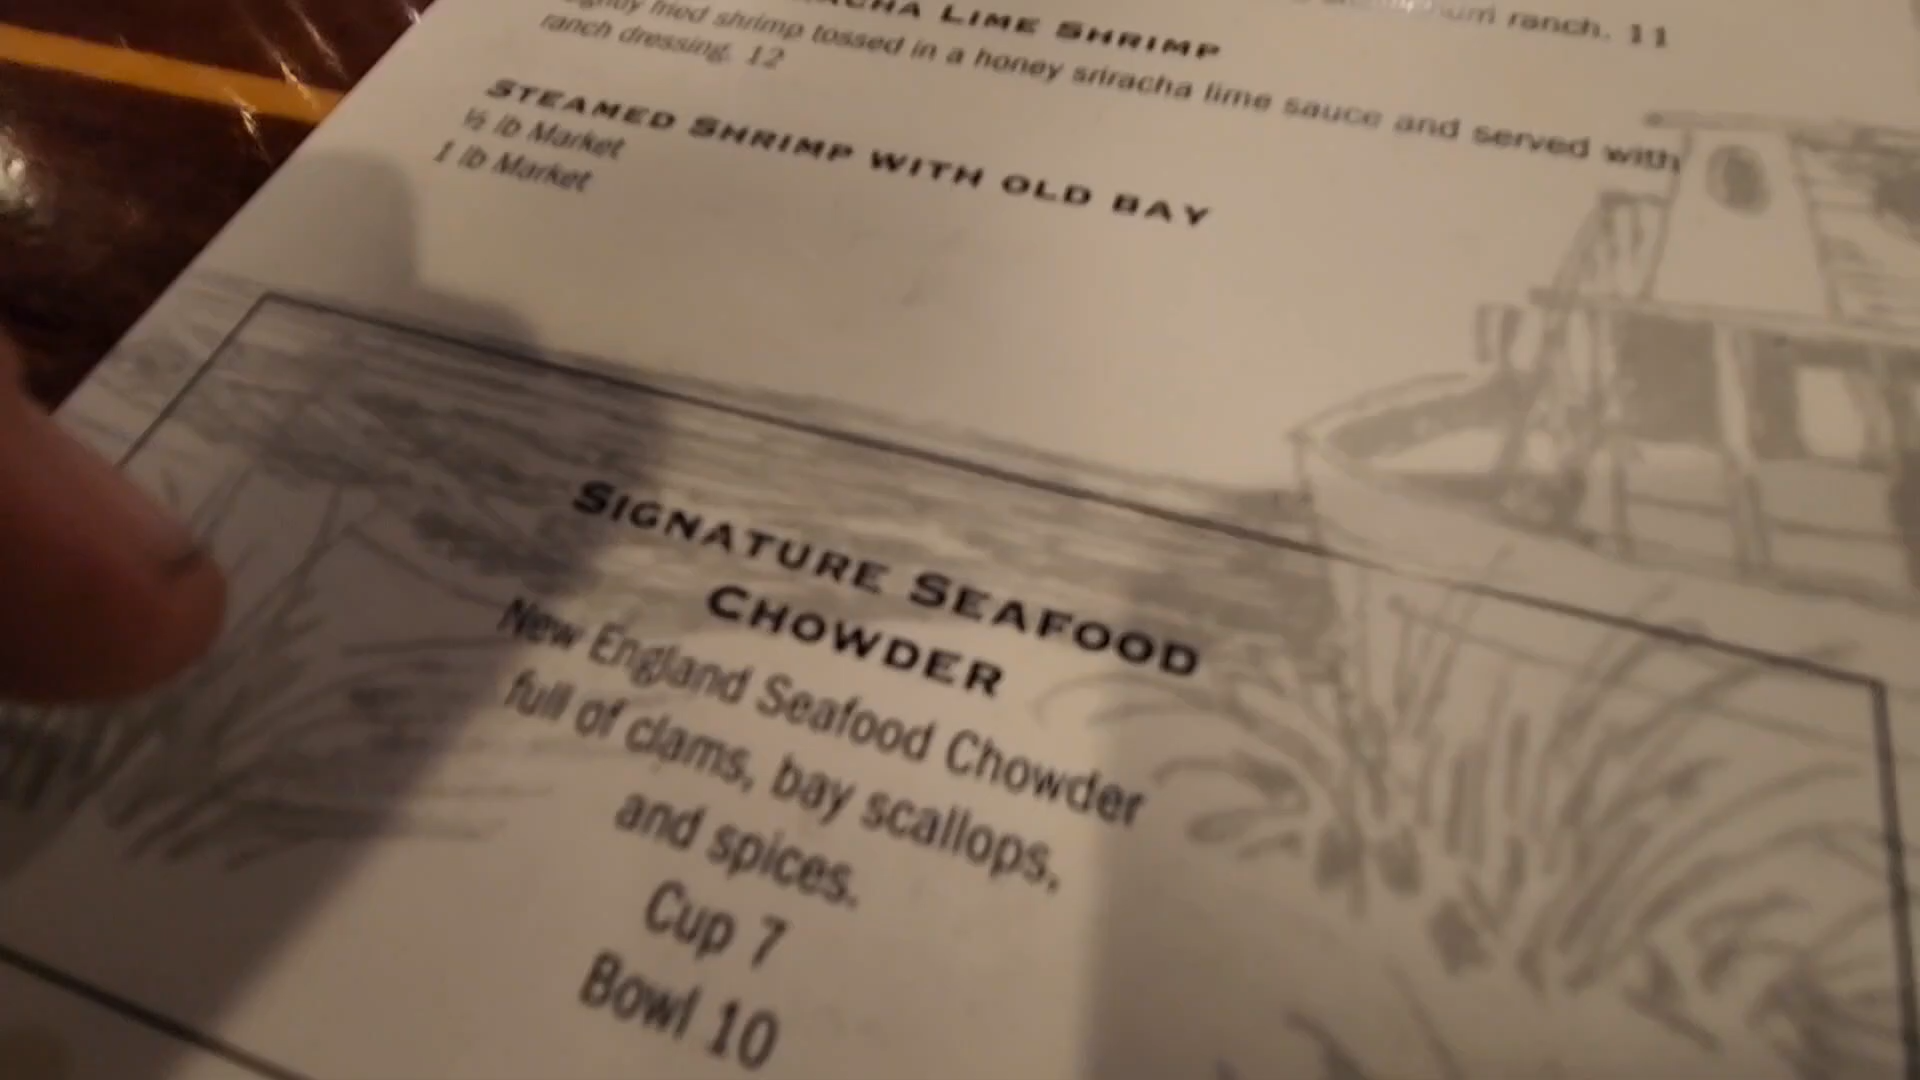 ranch. 11
LIME SHRIMP
fried shrimp tossed in a honey sriracha lime sauce and served with
ranch dressing. 12
STEAMED SHRIMP WITH OLD BAY
½ lb Market
1 lb Market
SIGNATURE SEAFOOD
CHOWDER
New England Seafood Chowder
full of clams, bay scallops,
and spices.
Cup 7
Bowl 10